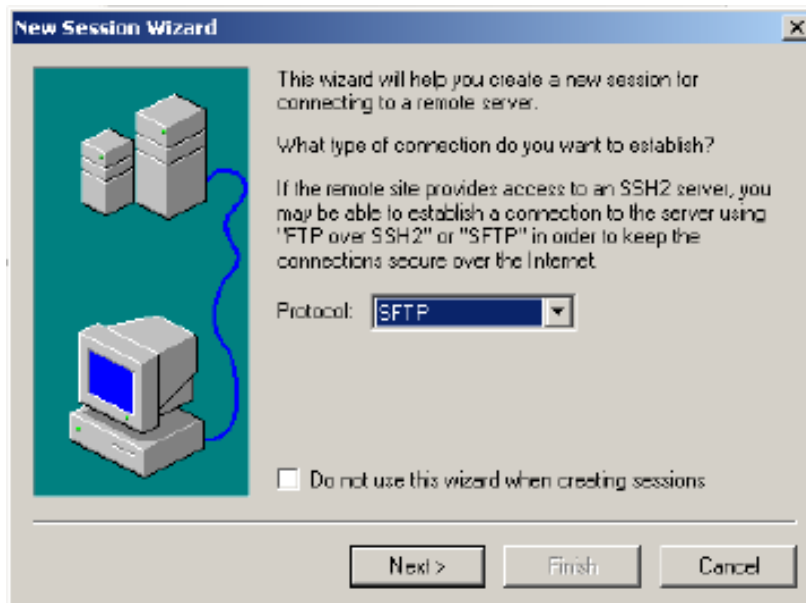 New Session Wizard
This wizard will help you create a new session for
connecting to a remote server.
What type of connection do you want to establish?
If the remote site provides access to an SSH2 server, you
may be able to establish a connection to the server using
"FTP over SSH2" or "SFTP" in order to keep the
connections secure over the Internet.
Protocol: SFTP
Do not use this wizard when creating sessions
Next > Finish Cancel